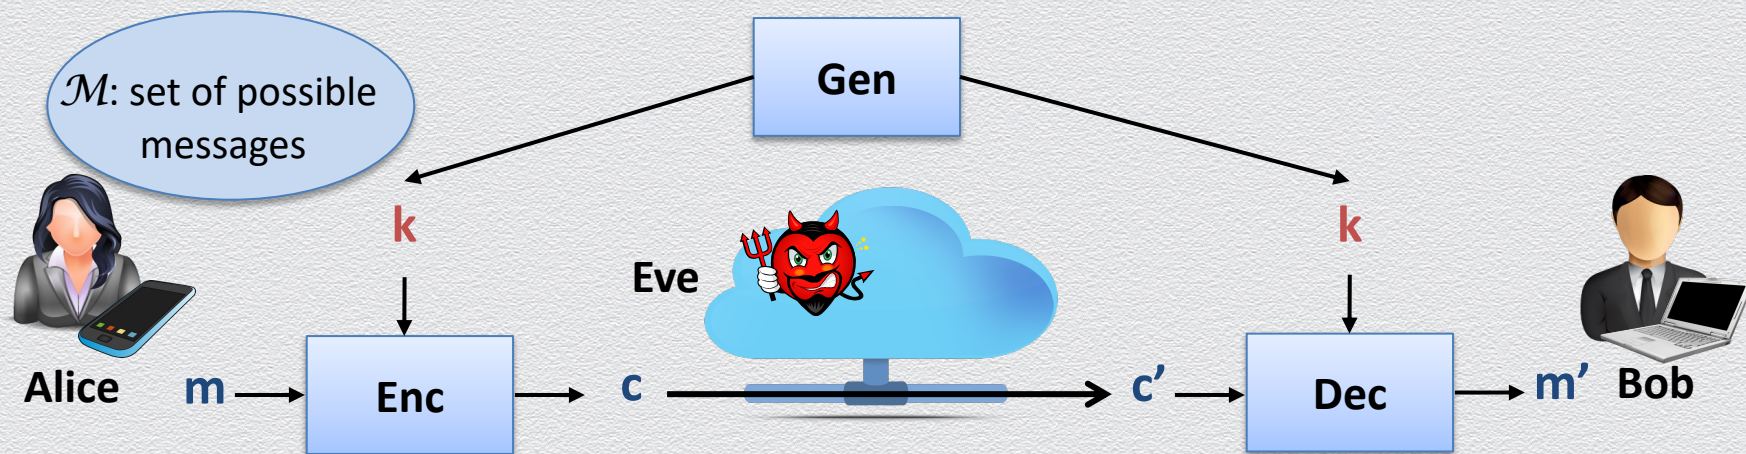 ℳ: set of possible
messages
Gen
k
k
Eve
Alice
m
Enc
c
c’
Dec
m’
Bob